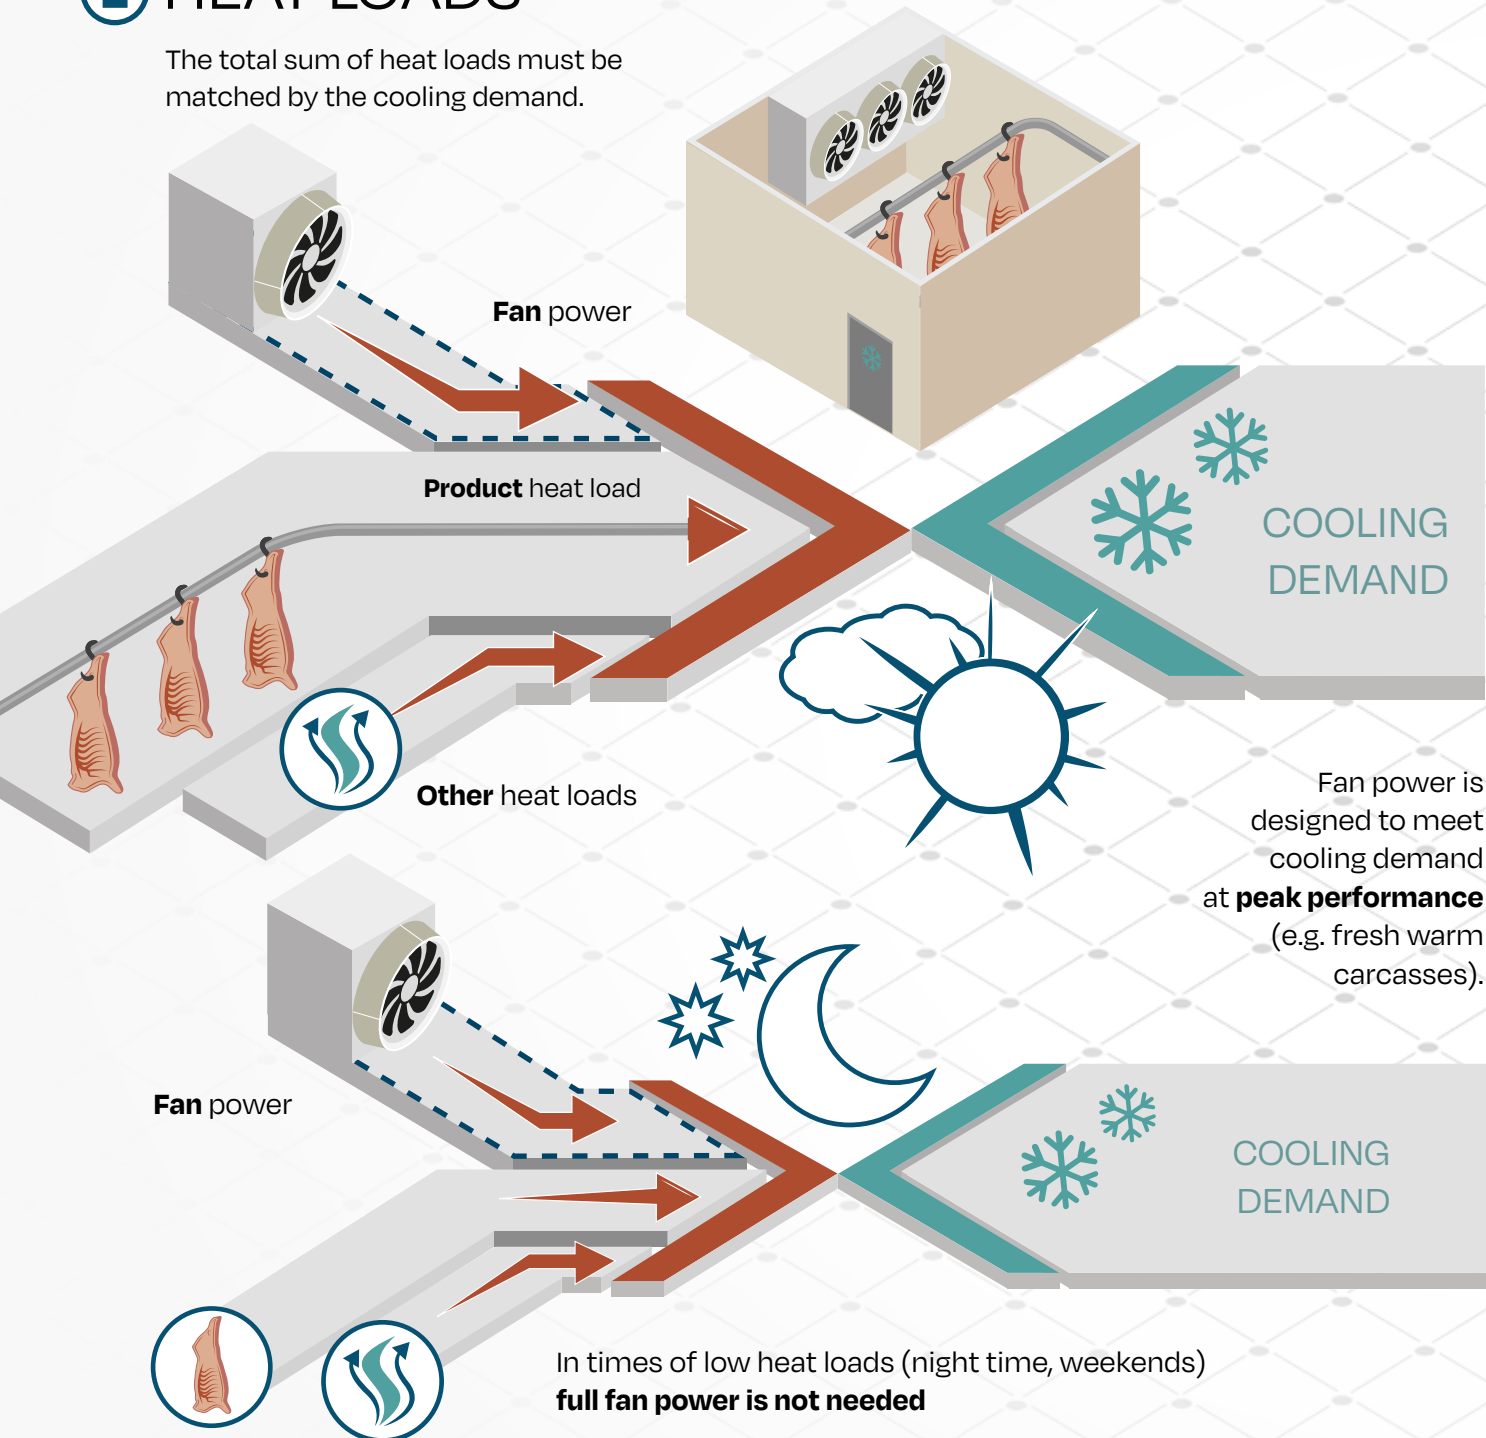 HEAT LOADS
The total sum of heat loads must be
matched by the cooling demand.
Fan power
Product heat load
COOLING
DEMAND
Other heat loads
Fan power is
designed to meet
cooling demand
at peak performance
(e.g. fresh warm
carcasses).
Fan power
COOLING
DEMAND
In times of low heat loads (night time, weekends)
full fan power is not needed